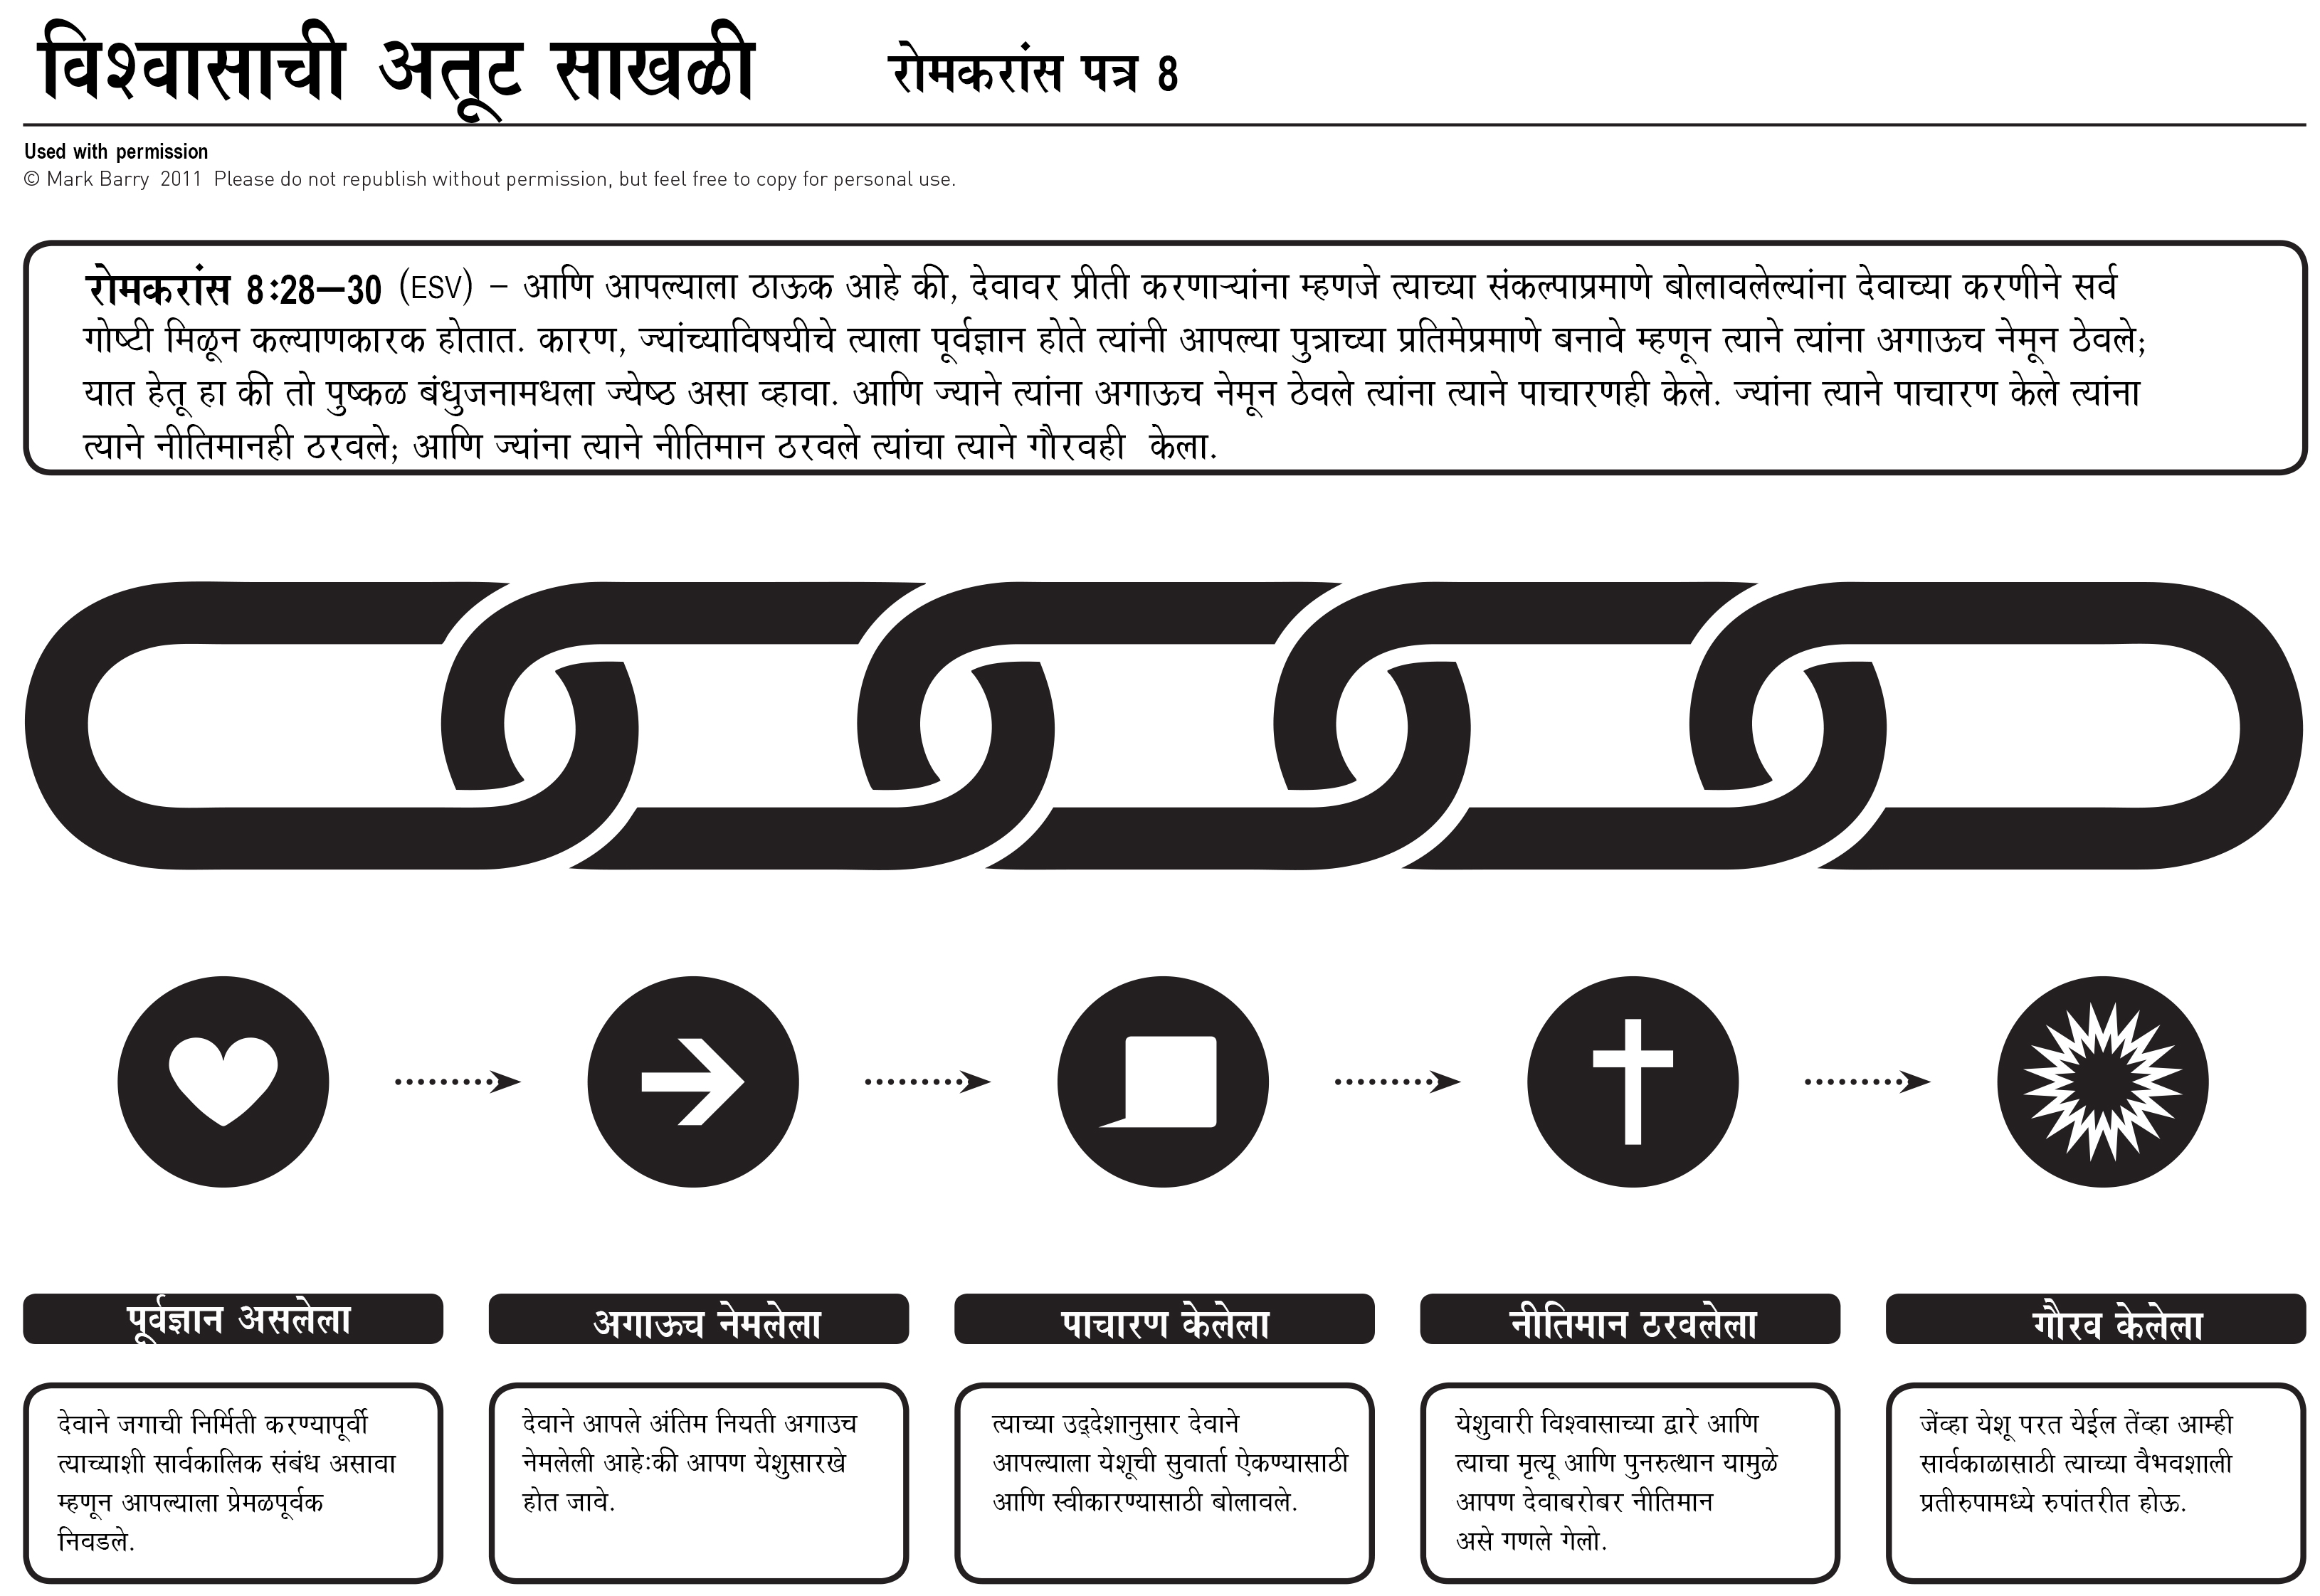 विश्वासाची अतूट साखळी रोमकरांस पत्र 8
Used with permission
© Mark Barry 2011 Please do not republish without permission, but feel free to copy for personal use.
रोमकरांस 8:28—30 (ESV) – आणि आपल्याला ठाऊक आहे की, देवावर प्रीती करणाऱ्यांना म्हणजे त्याच्या संकल्पाप्रमाणे बोलावलेल्यांना देवाच्या करणीने सर्व
गोष्टी मिळून कल्याणकारक होतात. कारण, ज्यांच्याविषयीचे त्याला पूर्वज्ञान होते त्यांनी आपल्या पुत्राच्या प्रतिमेप्रमाणे बनावे म्हणून त्याने त्यांना अगाऊच नेमून ठेवले;
यात हेतू हा की तो पुष्कळ बंधुजनामधला ज्येष्ठ असा व्हावा. आणि ज्याने त्यांना अगाऊच नेमून ठेवले त्यांना त्याने पाचारणही केले. ज्यांना त्याने पाचारण केले त्यांना
त्याने नीतिमानही ठरवले; आणि ज्यांना त्याने नीतिमान ठरवले त्यांचा त्याने गौरवही केला.
पूर्वज्ञान असलेला
देवाने जगाची निर्मिती करण्यापूर्वी
त्याच्याशी सार्वकालिक संबंध असावा
म्हणून आपल्याला प्रेमळपूर्वक
निवडले.
अगाऊच नेमलेला
देवाने आपले अंतिम नियती अगाउच
नेमलेली आहे:की आपण येशुसारखे
होत जावे.
पाचारण केलेला
त्याच्या उद्देशानुसार देवाने
आपल्याला येशूची सुवार्ता ऐकण्यासाठी
आणि स्वीकारण्यासाठी बोलावले.
नीतिमान ठरवलेला
येशुवारी विश्वासाच्या द्वारे आणि
त्याचा मृत्यू आणि पुनरुत्थान यामुळे
आपण देवाबरोबर नीतिमान
असे गणले गेलो.
गौरव केलेला
जेंव्हा येशू परत येईल तेंव्हा आम्ही
सार्वकाळासाठी त्याच्या वैभवशाली
प्रतीरुपामध्ये रुपांतरीत होऊ.